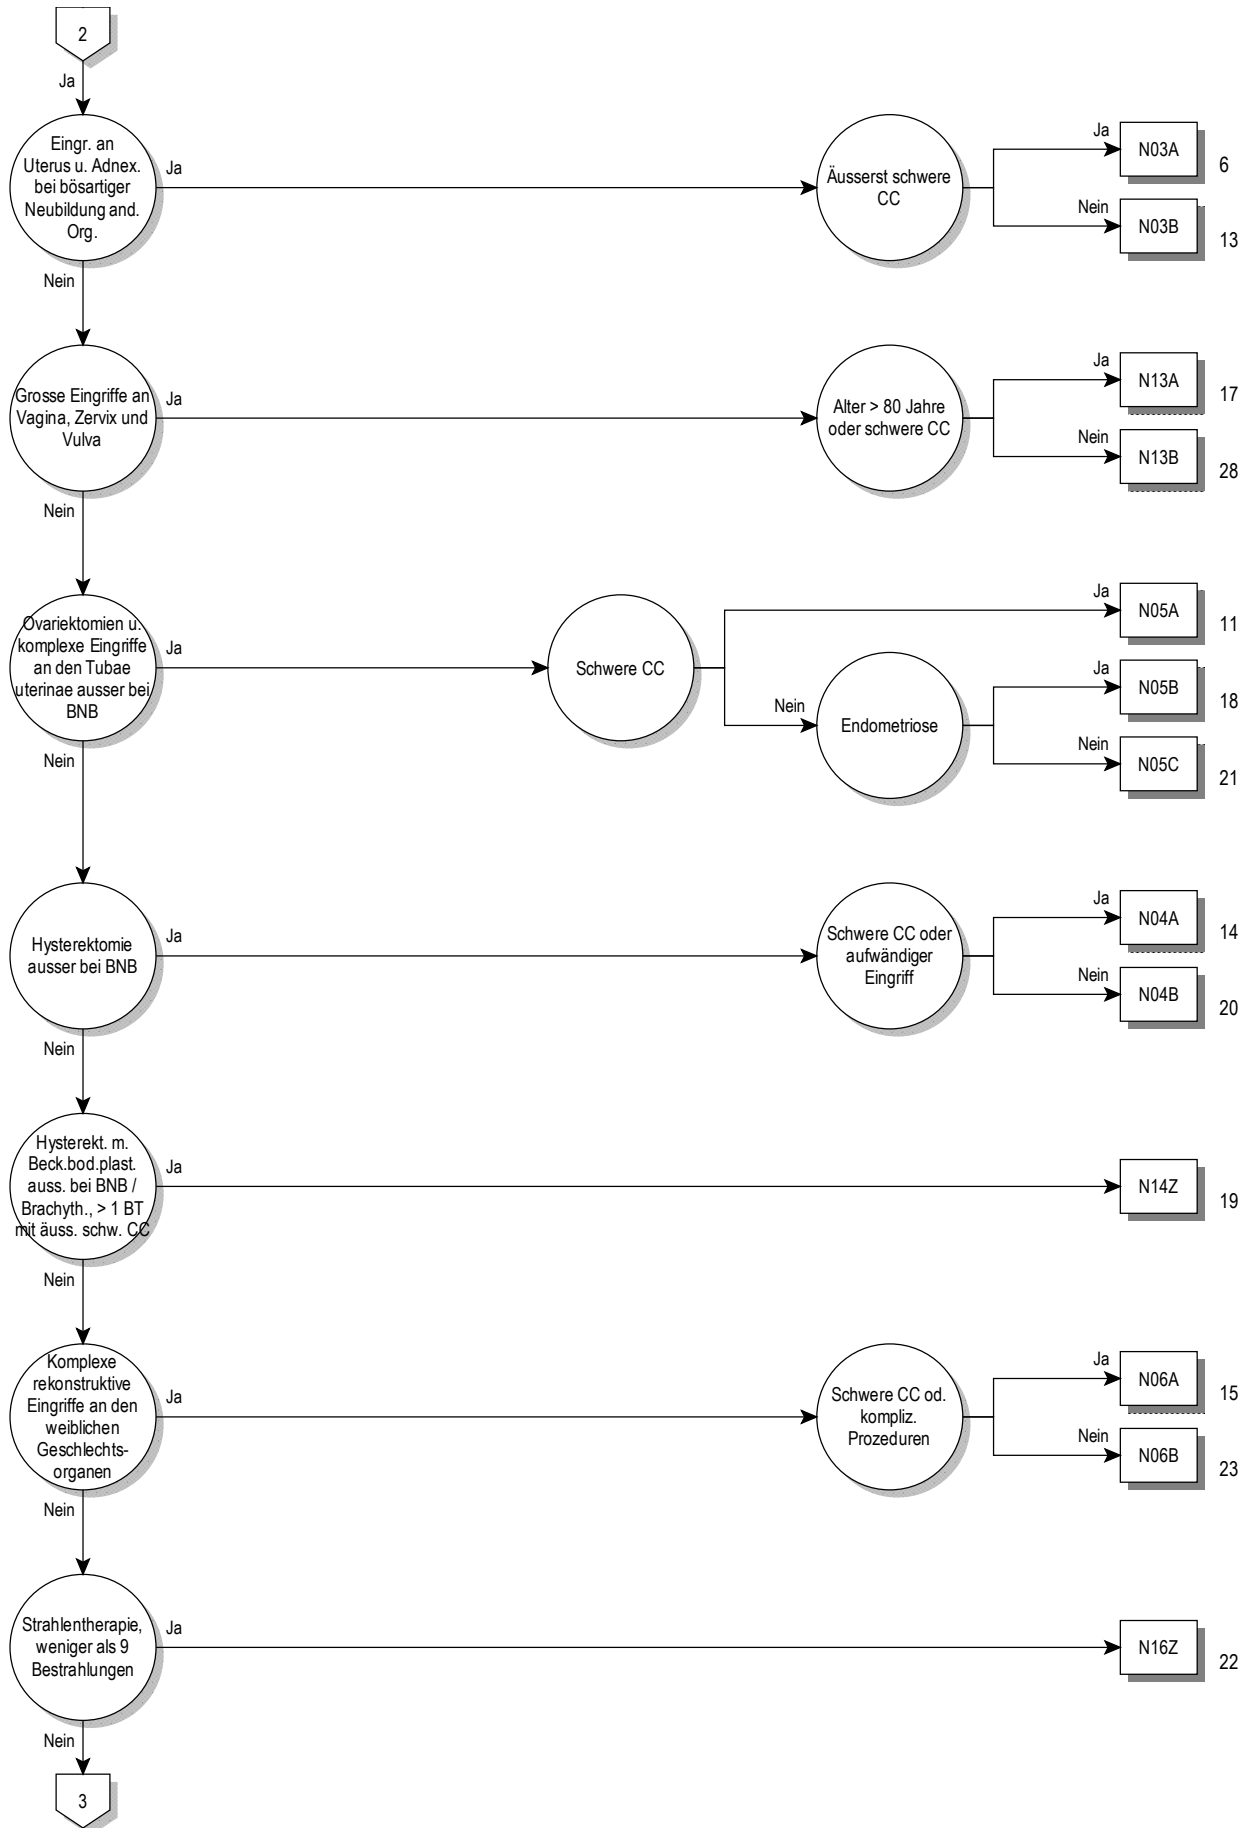 2
Ja
Eingr. an
Uterus u. Adnex.
bei bösartiger
Neubildung and.
Org.
Ja
Äusserst schwere
CC
Ja
N03A
6
Nein
N03B
13
Nein
Grosse Eingriffe an
Vagina, Zervix und
Vulva
Ja
Alter > 80 Jahre
oder schwere CC
Ja
N13A
17
Nein
N13B
28
Nein
Ovariektomien u.
komplexe Eingriffe
an den Tubae
uterinae ausser bei
BNB
Ja
Schwere CC
Ja
N05A
11
Nein
Endometriose
Ja
N05B
18
Nein
N05C
21
Nein
Hysterektomie
ausser bei BNB
Ja
Schwere CC oder
aufwändiger
Eingriff
Ja
N04A
14
Nein
N04B
20
Nein
Hysterekt. m.
Beck.bod.plast.
auss. bei BNB /
Brachyth., > 1 BT
mit äuss. schw. CC
Ja
N14Z
19
Nein
Komplexe
rekonstruktive
Eingriffe an den
weiblichen
Geschlechts-
organen
Ja
Schwere CC od.
kompliz.
Prozeduren
Ja
N06A
15
Nein
N06B
23
Nein
Strahlentherapie,
weniger als 9
Bestrahlungen
Ja
N16Z
22
Nein
3